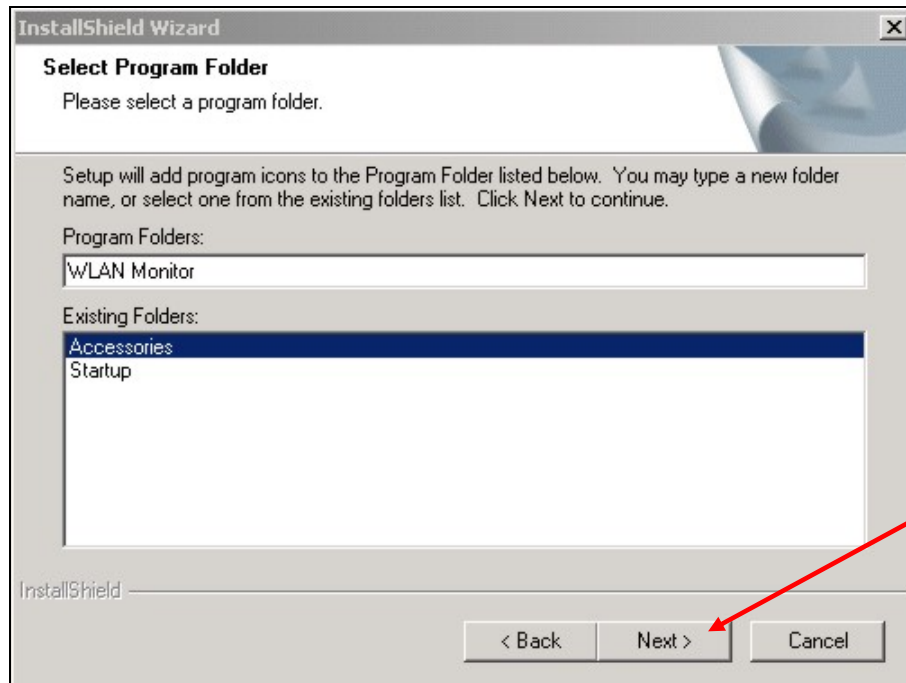 InstallShield Wizard
Select Program Folder
Please select a program folder.
Setup will add program icons to the Program Folder listed below. You may type a new folder
name, or select one from the existing folders list. Click Next to continue.
Program Folders:
WLAN Monitor
Existing Folders:
Accessories
Startup
InstallShield
< Back Next > Cancel